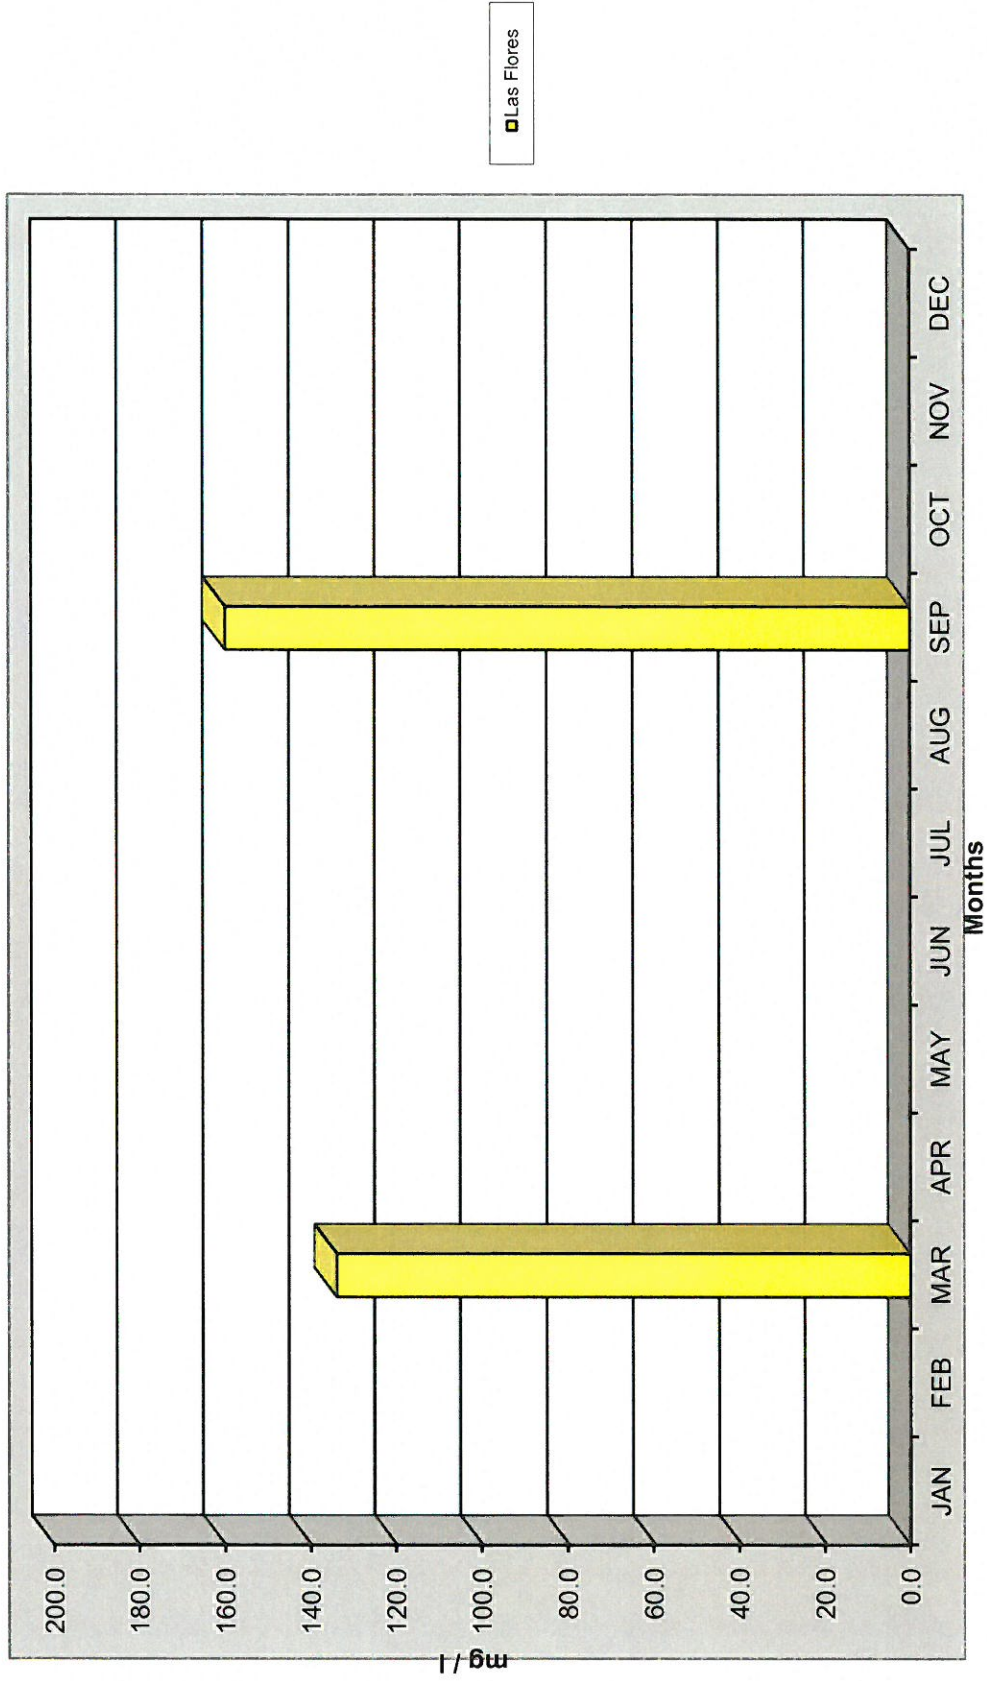 mg / l
200.0
180.0
160.0
140.0
120.0
100.0
80.0
60.0
40.0
20.0
0.0
JAN FEB MAR APR MAY JUN JUL AUG SEP OCT NOV DEC
Months
Las Flores